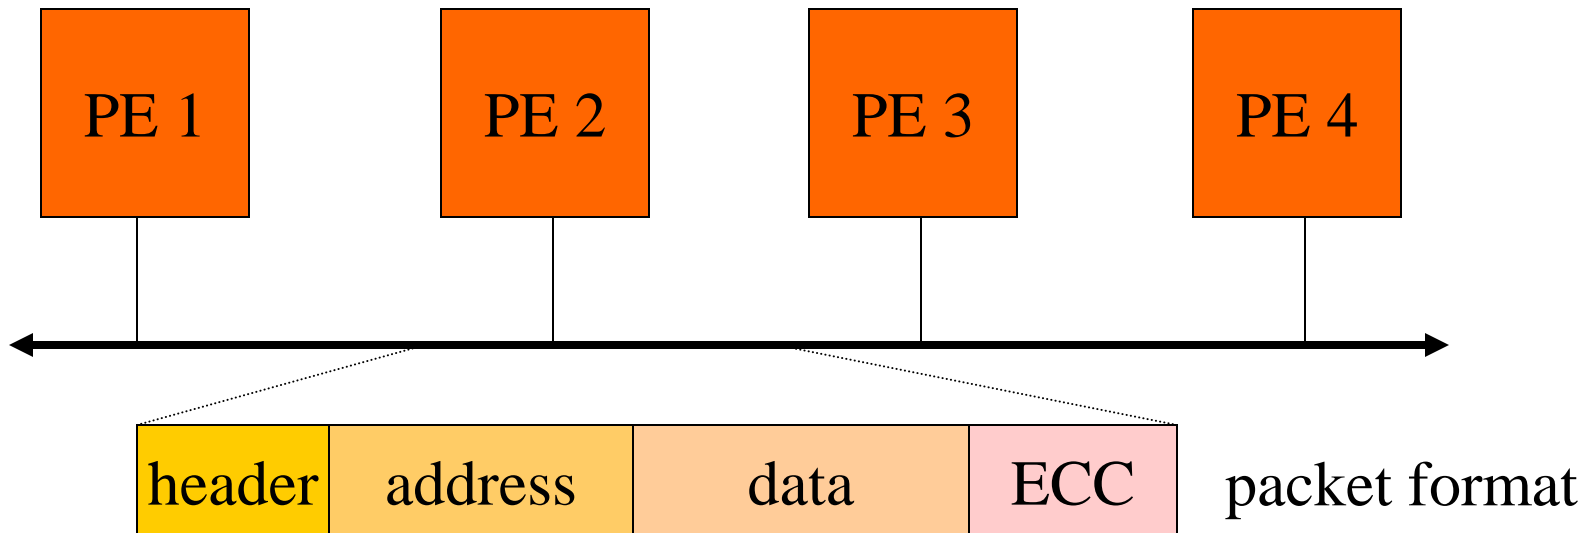 PE 1 PE 2 PE 3 PE 4
header address data ECC packet format